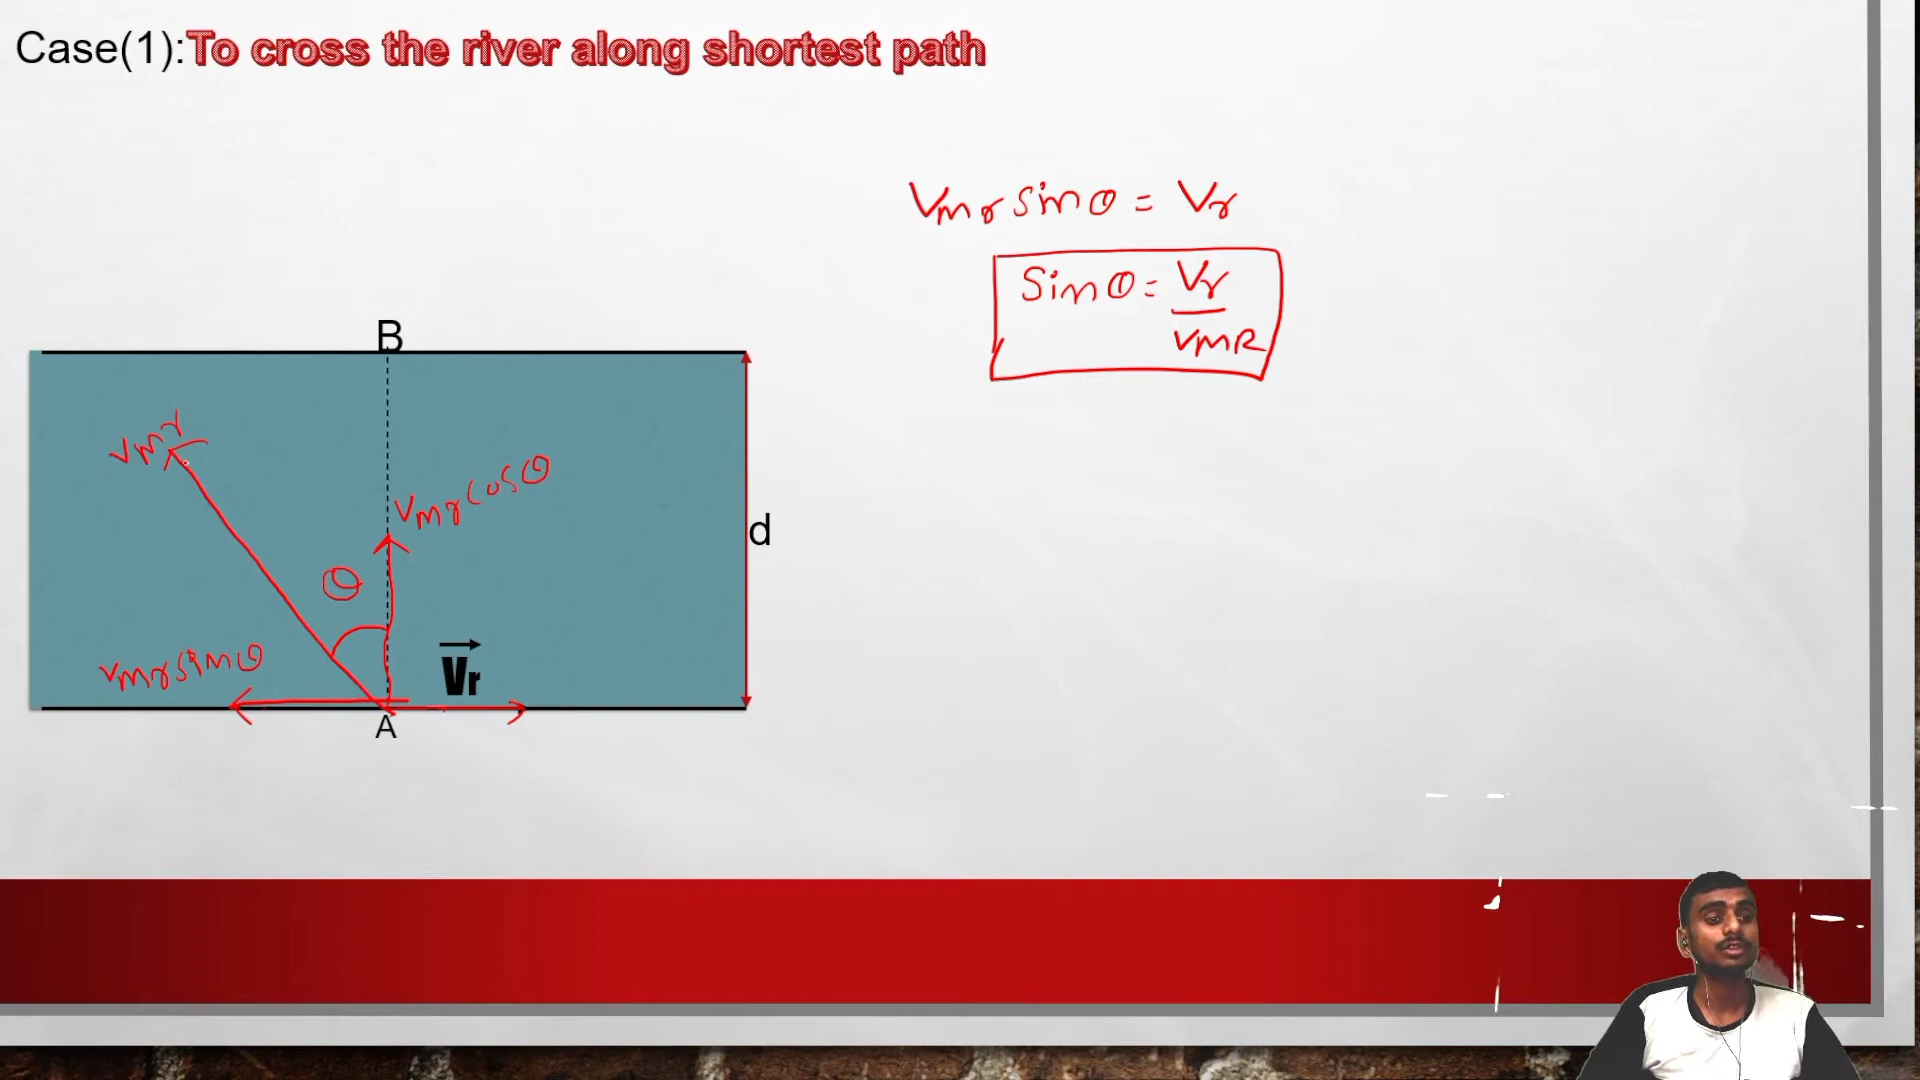 Case(1):To cross the river along shortest path
Vmr sinθ = Vr
Sinθ = Vr
VMR
B
Vmr
Vmr cosθ
d
θ
Vmr sinθ
Vr
A